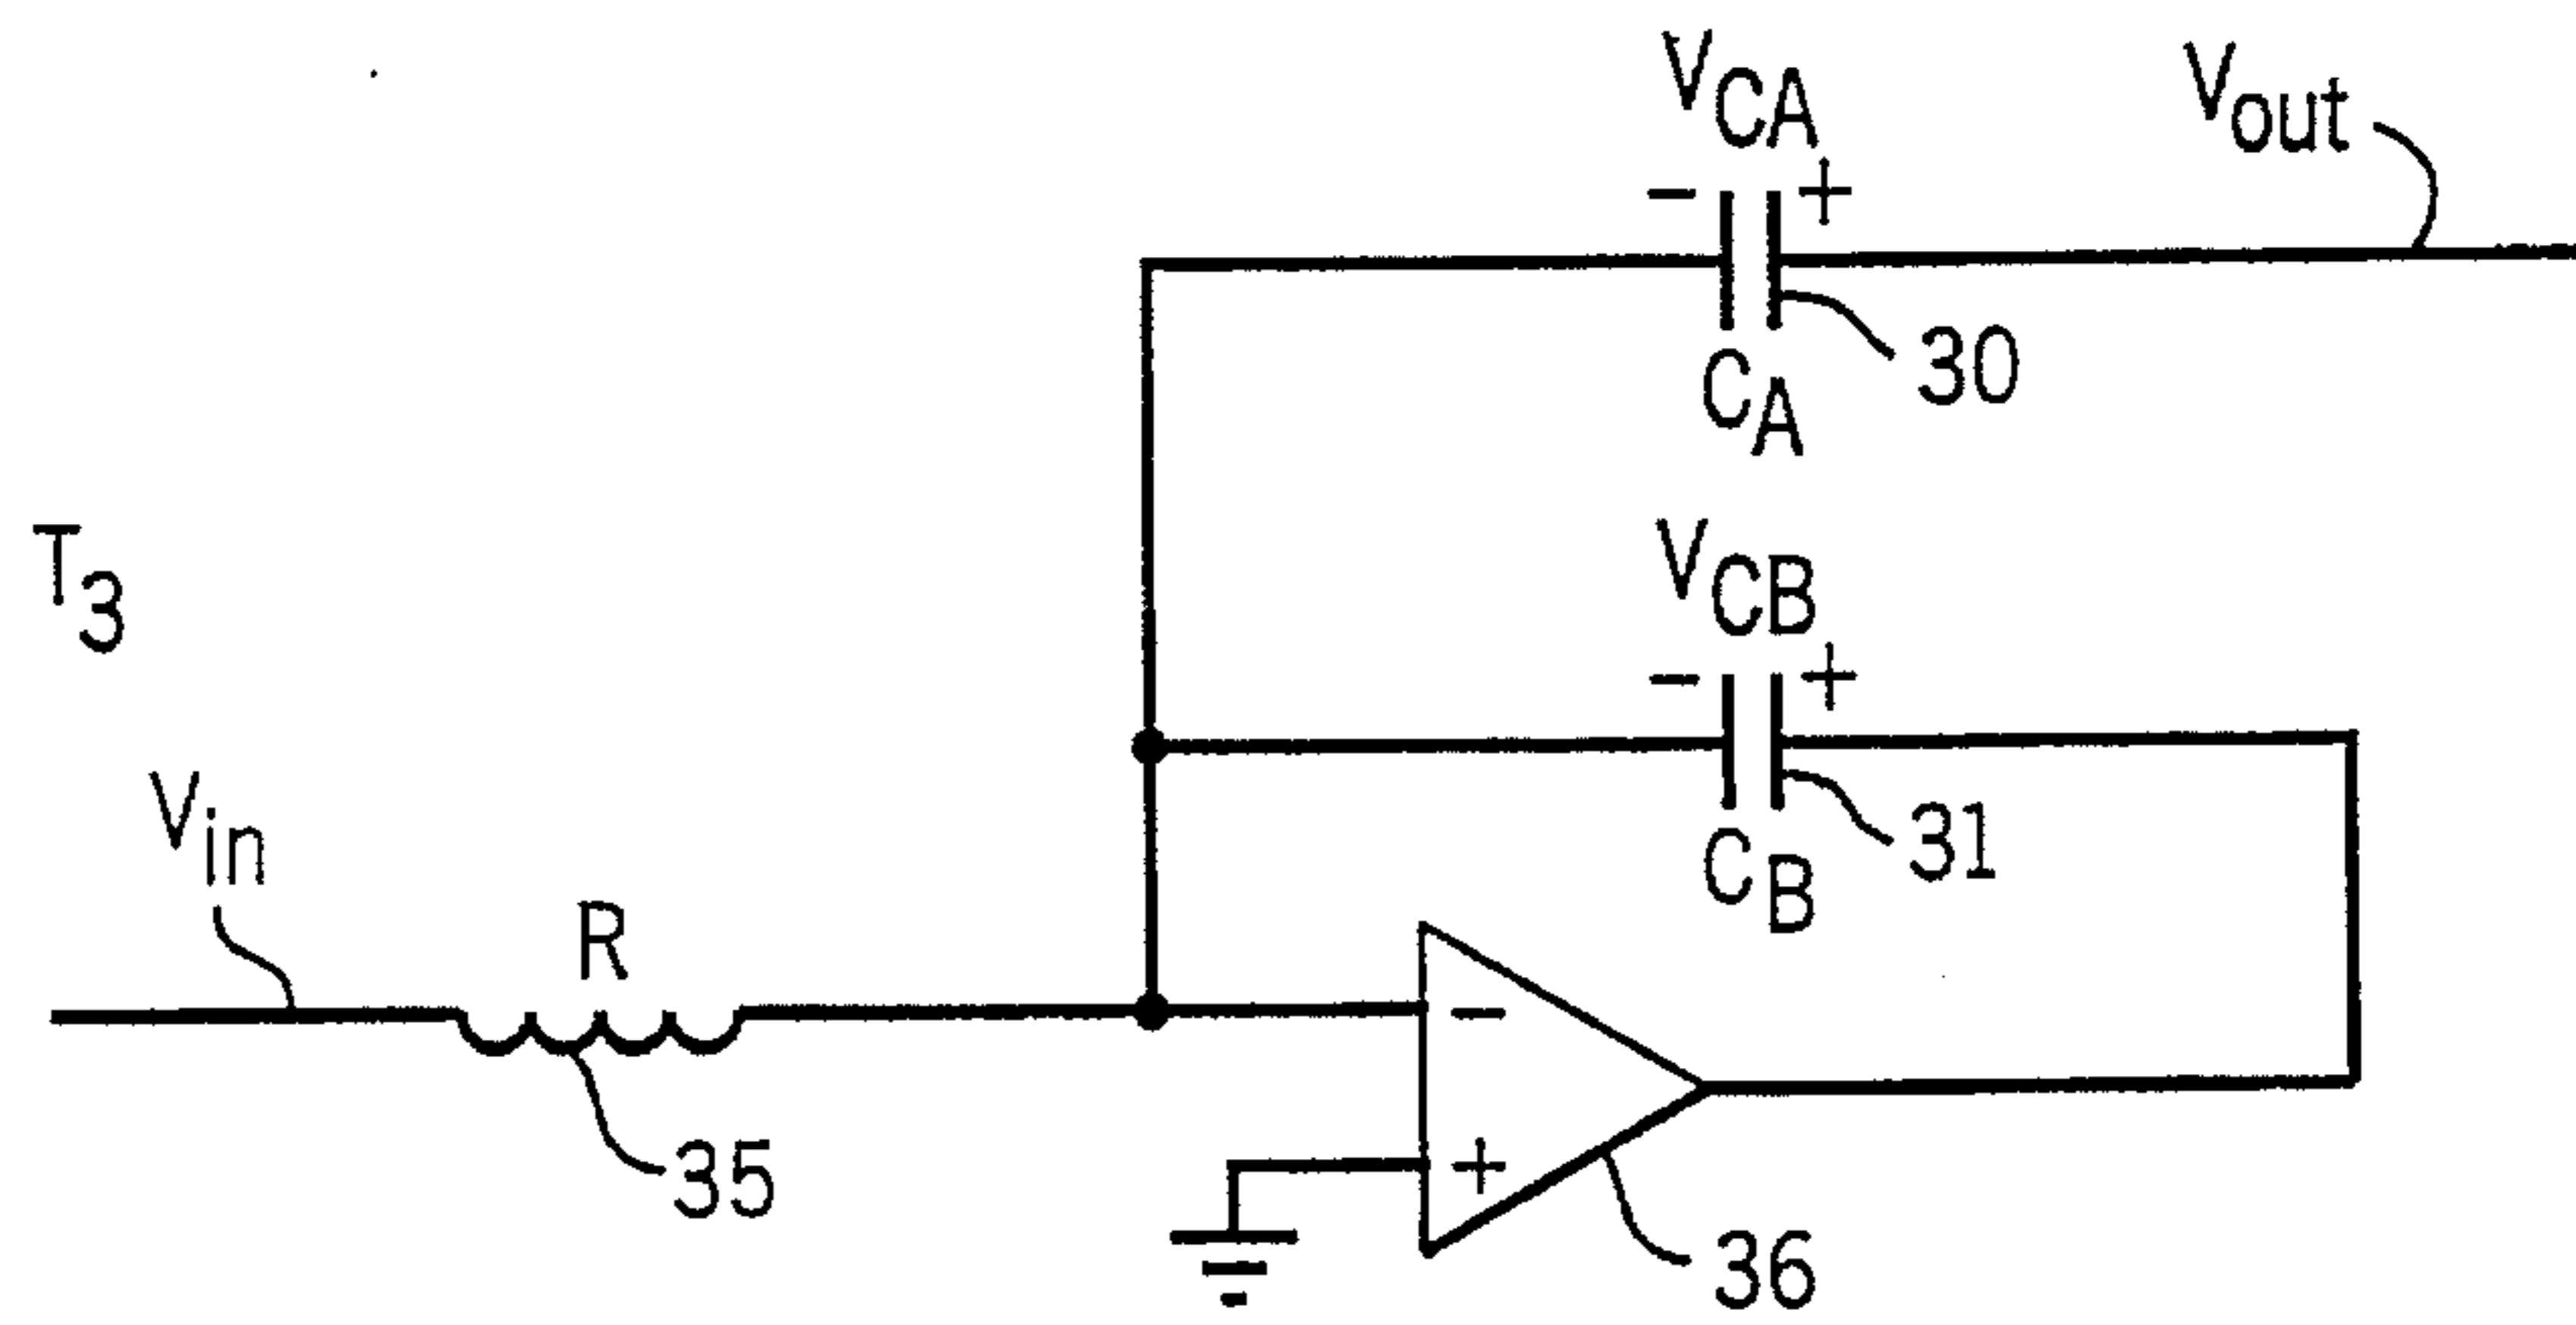 V_CA
V_out
- +
30
C_A
T_3
V_CB
- +
V_in
31
C_B
R
-
35
+
36